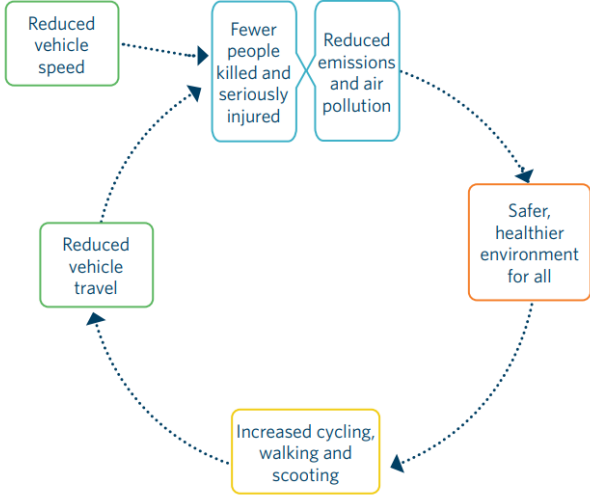 Reduced
vehicle
speed
Fewer
people
killed and
seriously
injured
Reduced
emissions
and air
pollution
Safer,
healthier
environment
for all
Increased cycling,
walking and
scooting
Reduced
vehicle
travel